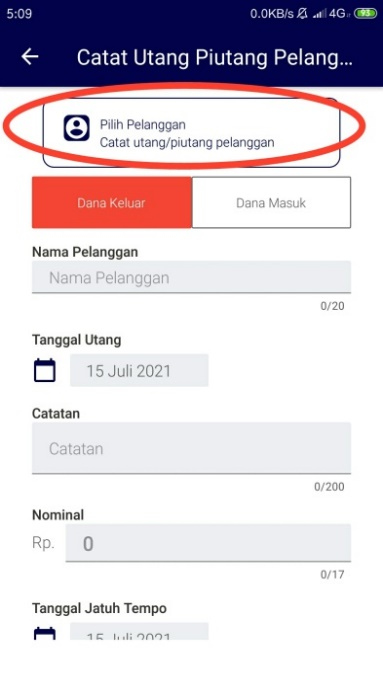 5:09
0.0KB/s 4G 93
Catat Utang Piutang Pelang...
Pilih Pelanggan
Catat utang/piutang pelanggan
Dana Keluar Dana Masuk
Nama Pelanggan
Nama Pelanggan
0/20
Tanggal Utang
15 Juli 2021
Catatan
Catatan
0/200
Nominal
Rp. 0
0/17
Tanggal Jatuh Tempo
15 Juli 2021